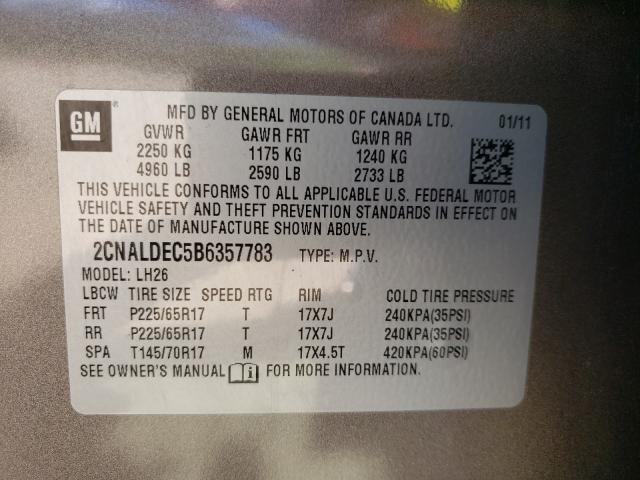 GM ® MFD BY GENERAL MOTORS OF CANADA LTD. 01/11
GVWR GAWR FRT GAWR RR
2250 KG 1175 KG 1240 KG
4960 LB 2590 LB 2733 LB
THIS VEHICLE CONFORMS TO ALL APPLICABLE U.S. FEDERAL MOTOR
VEHICLE SAFETY AND THEFT PREVENTION STANDARDS IN EFFECT ON
THE DATE OF MANUFACTURE SHOWN ABOVE.
2CNALDEC5B6357783 TYPE: M.P.V.
MODEL: LH26
LBCW TIRE SIZE SPEED RTG RIM COLD TIRE PRESSURE
FRT P225/65R17 T 17X7J 240KPA(35PSI)
RR P225/65R17 T 17X7J 240KPA(35PSI)
SPA T145/70R17 M 17X4.5T 420KPA(60PSI)
SEE OWNER'S MANUAL FOR MORE INFORMATION.